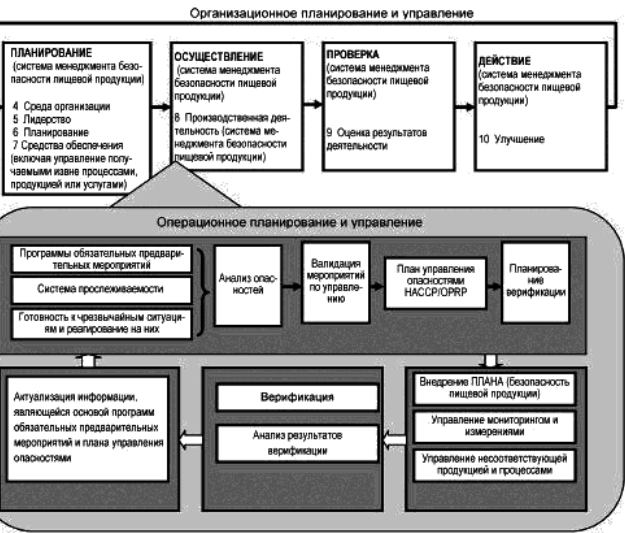 Организационное планирование и управление
ПЛАНИРОВАНИЕ
(система менеджмента безо-
пасности пищевой продукции)
4 Среда организации
5 Лидерство
6 Планирование
7 Средства обеспечения
(включая управление полу-
чаемыми извне процессами,
продукцией или услугами)
ОСУЩЕСТВЛЕНИЕ
(система менеджмента
безопасности пищевой
продукции)
8 Производственная дея-
тельность (система ме-
неджмента безопасности
пищевой продукции)
ПРОВЕРКА
(система менеджмента
безопасности пищевой
продукции)
9 Оценка результатов
деятельности
ДЕЙСТВИЕ
(система менеджмента
безопасности пищевой
продукции)
10 Улучшение
Операционное планирование и управление
Программы обязательных предвари-
тельных мероприятий
Система прослеживаемости
Готовность к чрезвычайным ситуаци-
ям и реагирование на них
Анализ опас-
ностей
Валидация
мероприятий
по управле-
нию
План управления
опасностями
HACCP/OPRP
Планирова-
ние
верификации
Внедрение ПЛАНА (безопасность
пищевой продукции)
Управление мониторингом и
измерениями
Управление несоответствующей
продукцией и процессами
Верификация
Анализ результатов
верификации
Актуализация информации,
являющейся основой программ
обязательных предварительных
мероприятий и плана управления
опасностями